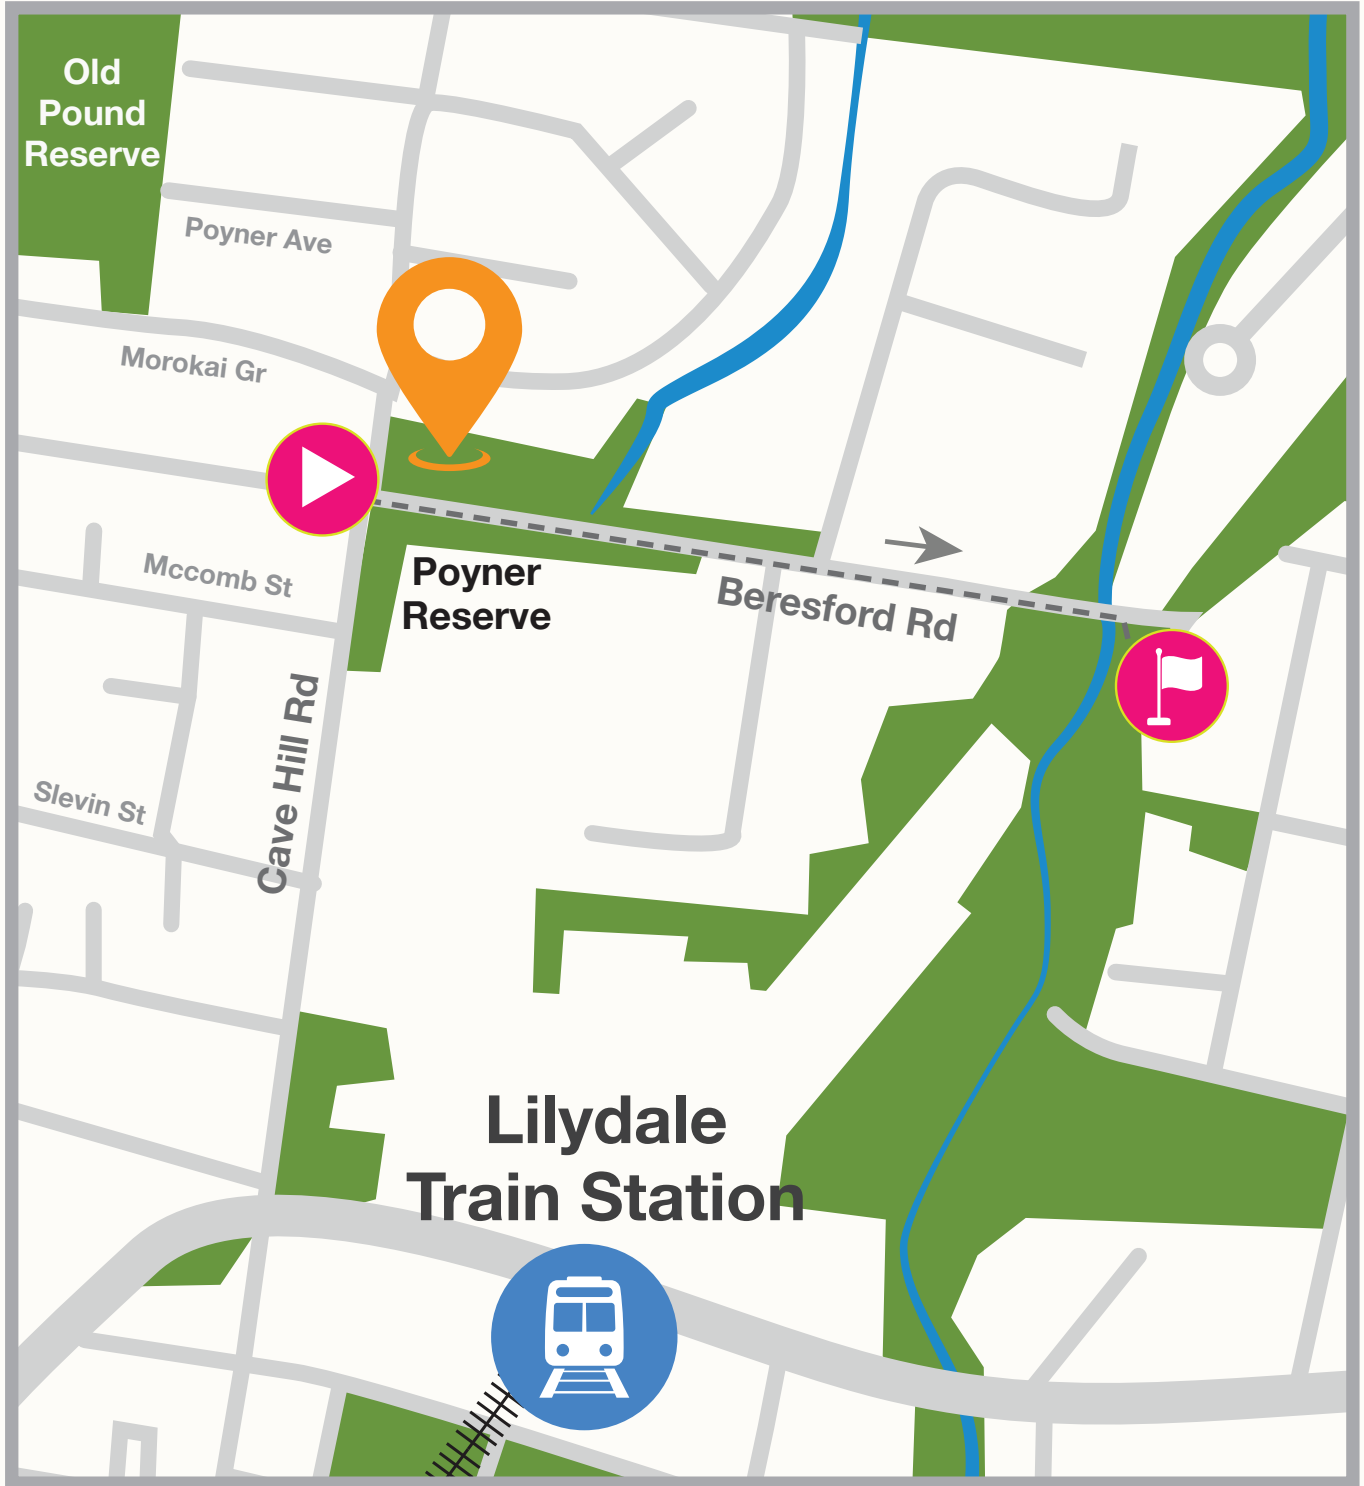 Old
Pound
Reserve
Poyner Ave
Morokai Gr
Mccomb St
Poyner
Reserve
Beresford Rd
Cave Hill Rd
Slevin St
Lilydale
Train Station